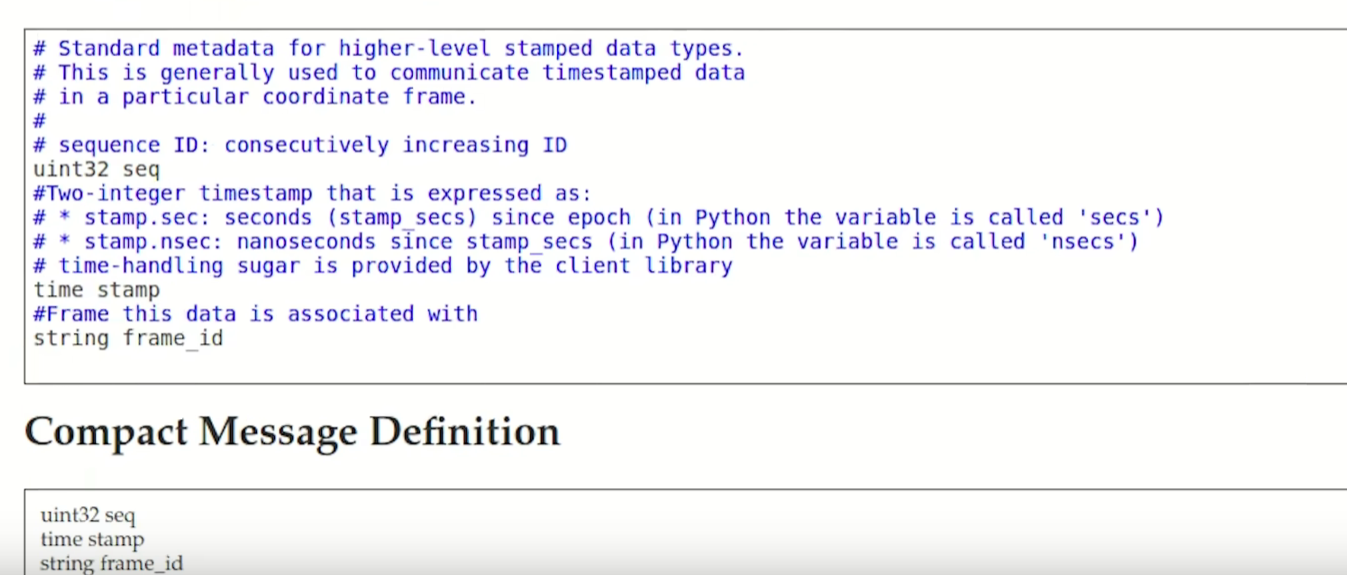 # Standard metadata for higher-level stamped data types.
# This is generally used to communicate timestamped data
# in a particular coordinate frame.
#
# sequence ID: consecutively increasing ID
uint32 seq
#Two-integer timestamp that is expressed as:
# * stamp.sec: seconds (stamp_secs) since epoch (in Python the variable is called 'secs')
# * stamp.nsec: nanoseconds since stamp_secs (in Python the variable is called 'nsecs')
# time-handling sugar is provided by the client library
time stamp
#Frame this data is associated with
string frame_id
Compact Message Definition
uint32 seq
time stamp
string frame_id